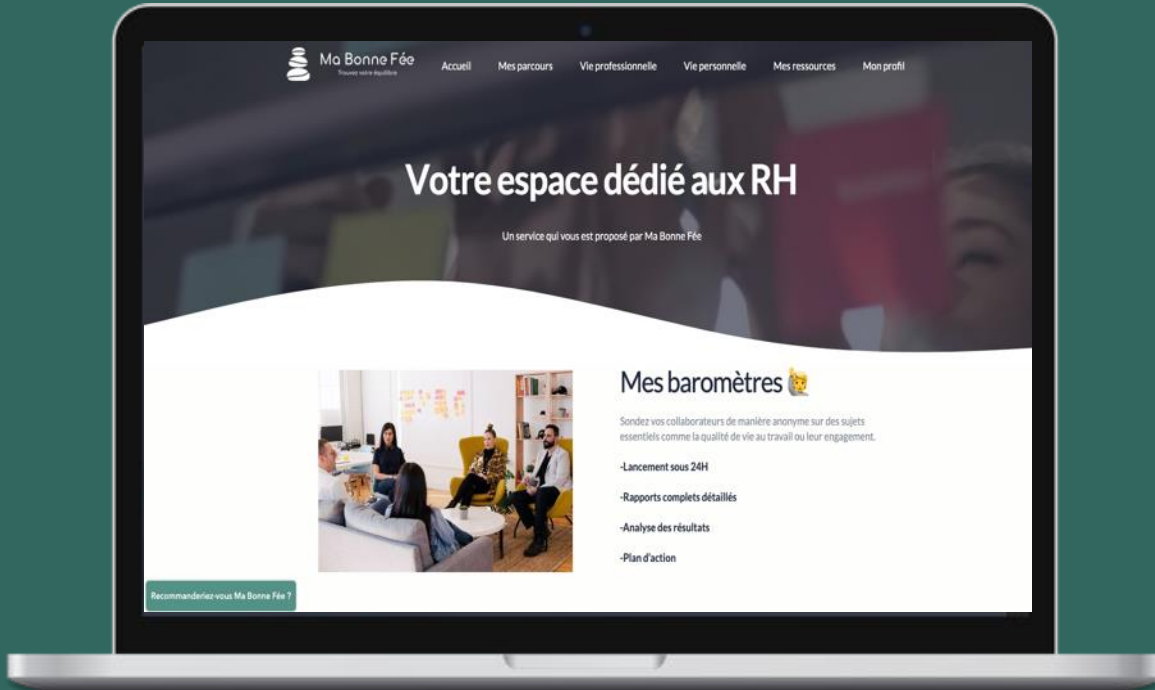 Ma Bonne Fée
Trouvez votre équilibre
Accueil
Mes parcours
Vie professionnelle
Vie personnelle
Mes ressources
Mon profil
Votre espace dédié aux RH
Un service qui vous est proposé par Ma Bonne Fée
Mes baromètres 🙋
Sondez vos collaborateurs de manière anonyme sur des sujets
essentiels comme la qualité de vie au travail ou leur engagement.
-Lancement sous 24H
-Rapports complets détaillés
-Analyse des résultats
-Plan d'action
Recommanderiez-vous Ma Bonne Fée ?